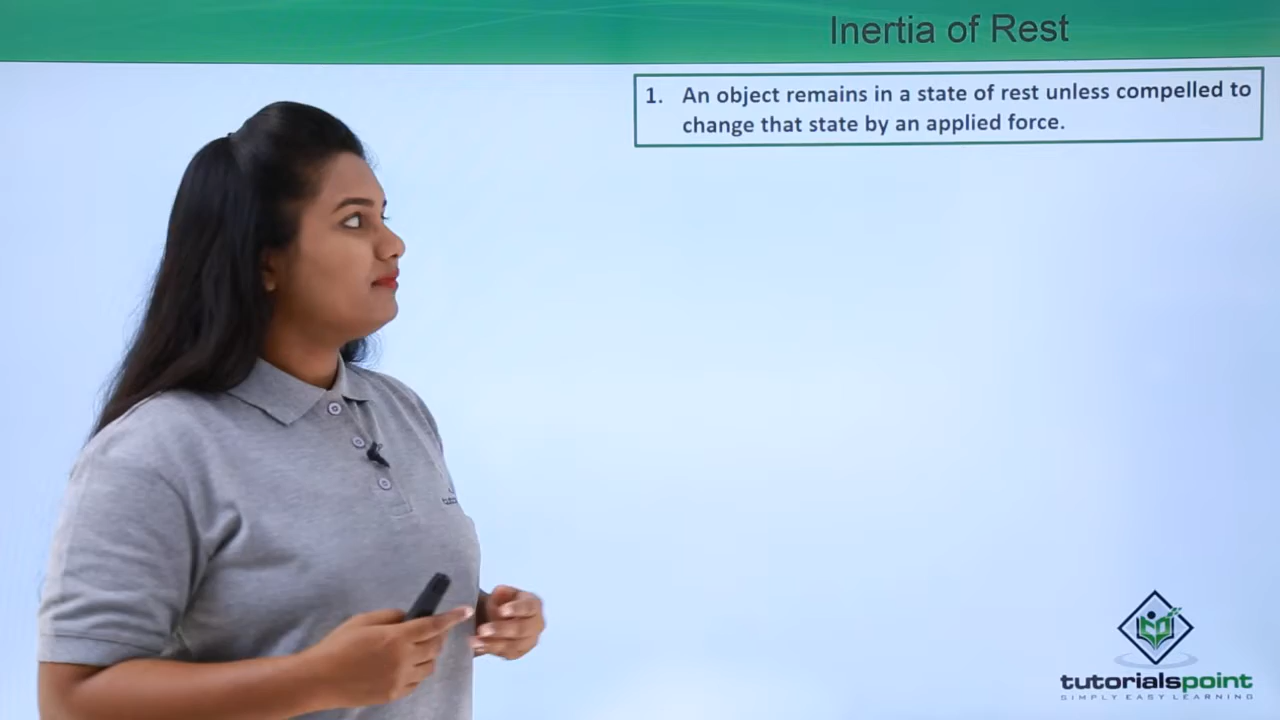 Inertia of Rest
1. An object remains in a state of rest unless compelled to
change that state by an applied force.
tutorialspoint
SIMPLY EASY LEARNING